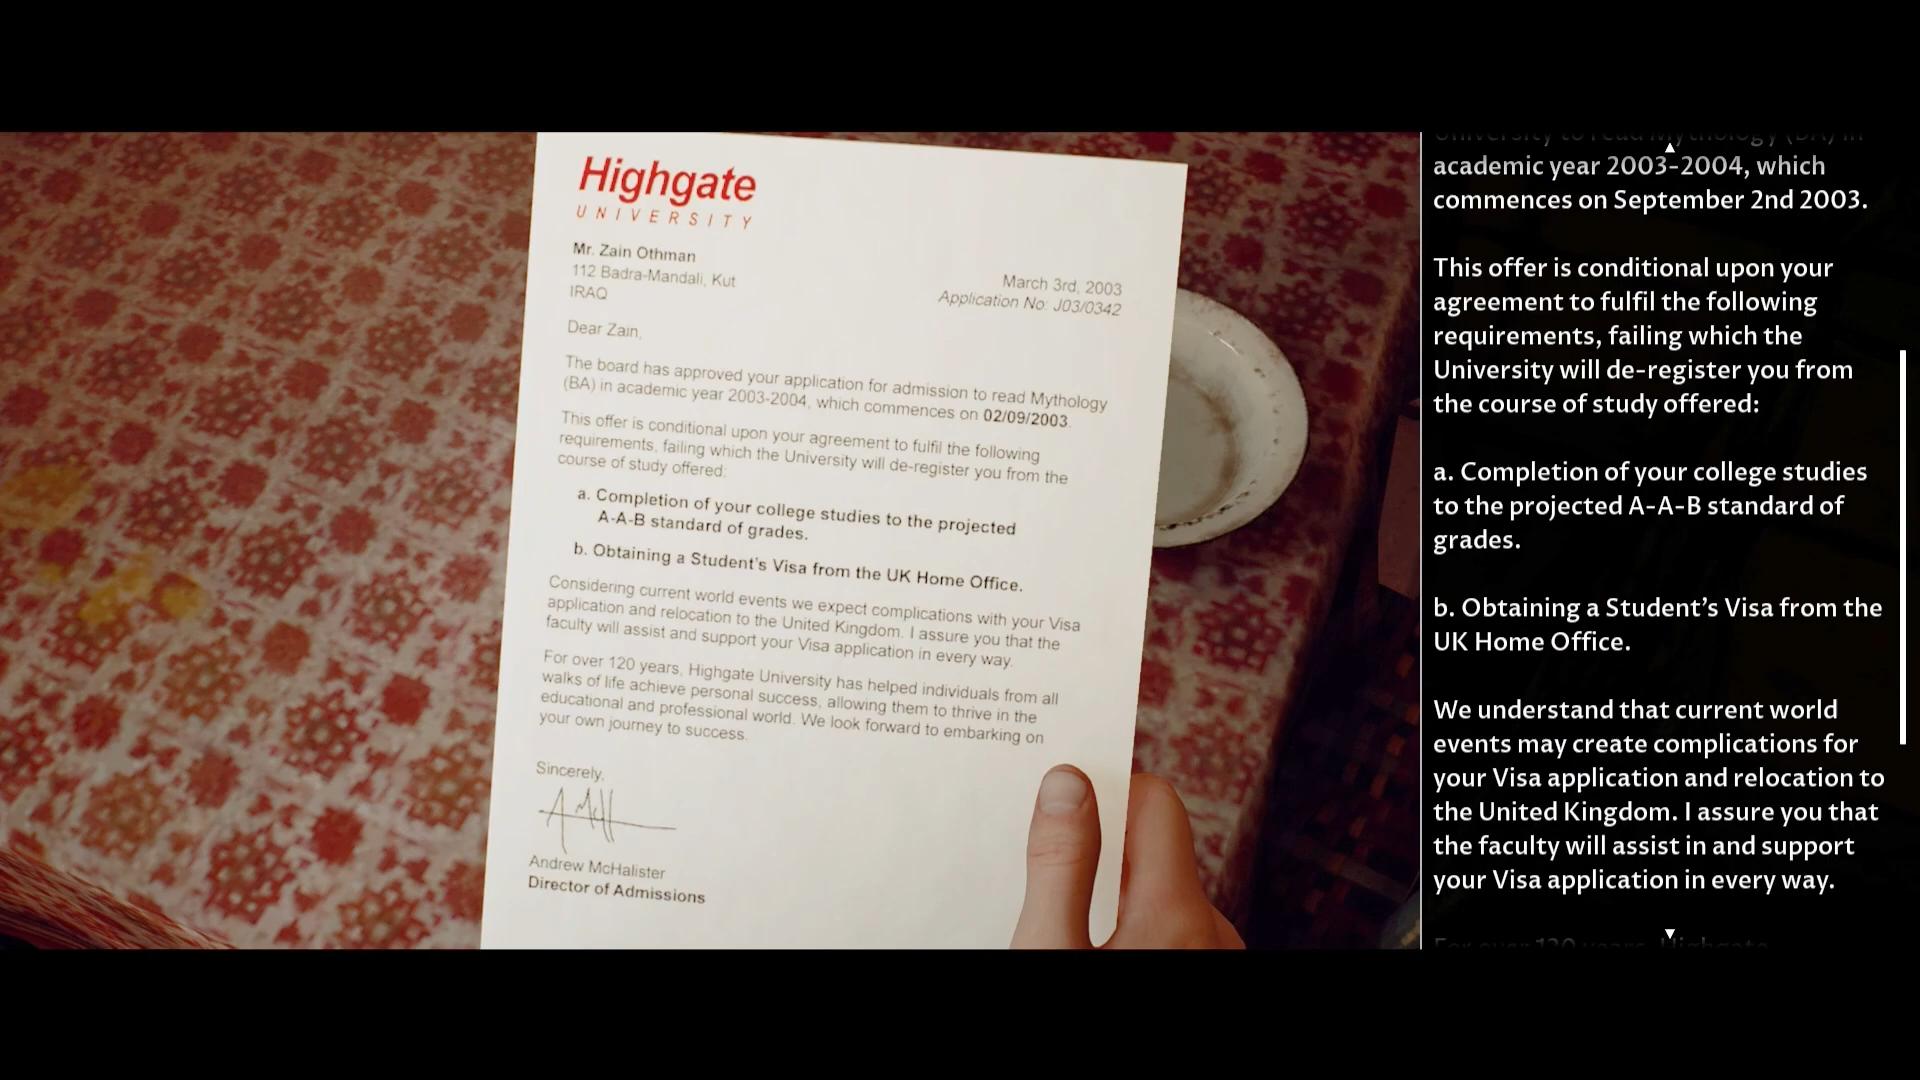 Highgate
UNIVERSITY
Mr. Zain Othman
112 Badra-Mandali, Kut
IRAQ
March 3rd, 2003
Application No: J03/0342
Dear Zain,
The board has approved your application for admission to read Mythology
(BA) in academic year 2003-2004, which commences on 02/09/2003.
This offer is conditional upon your agreement to fulfil the following
requirements, failing which the University will de-register you from the
course of study offered:
a. Completion of your college studies to the projected
A-A-B standard of grades.
b. Obtaining a Student's Visa from the UK Home Office.
Considering current world events we expect complications with your Visa
application and relocation to the United Kingdom. I assure you that the
faculty will assist and support your Visa application in every way.
For over 120 years, Highgate University has helped individuals from all
walks of life achieve personal success, allowing them to thrive in the
educational and professional world. We look forward to embarking on
your own journey to success.
Sincerely,
Andrew McHalister
Director of Admissions
University to read Mythology (BA) in
academic year 2003-2004, which
commences on September 2nd 2003.
This offer is conditional upon your
agreement to fulfil the following
requirements, failing which the
University will de-register you from
the course of study offered:
a. Completion of your college studies
to the projected A-A-B standard of
grades.
b. Obtaining a Student's Visa from the
UK Home Office.
We understand that current world
events may create complications for
your Visa application and relocation to
the United Kingdom. I assure you that
the faculty will assist in and support
your Visa application in every way.
For over 120 years, Highgate